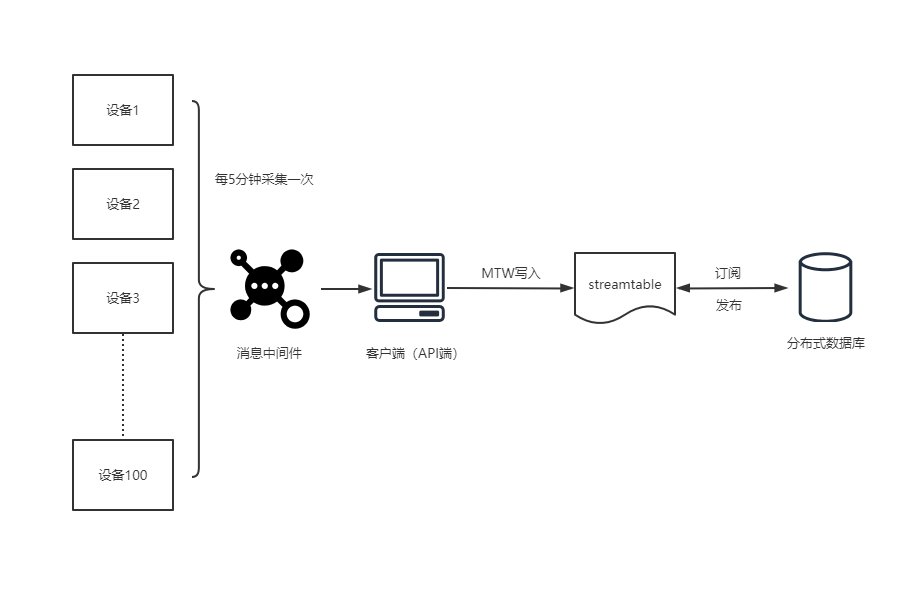 设备1
每5分钟采集一次
设备2
设备3
设备100
消息中间件
客户端（API端）
MTW写入
streamtable
订阅
发布
分布式数据库